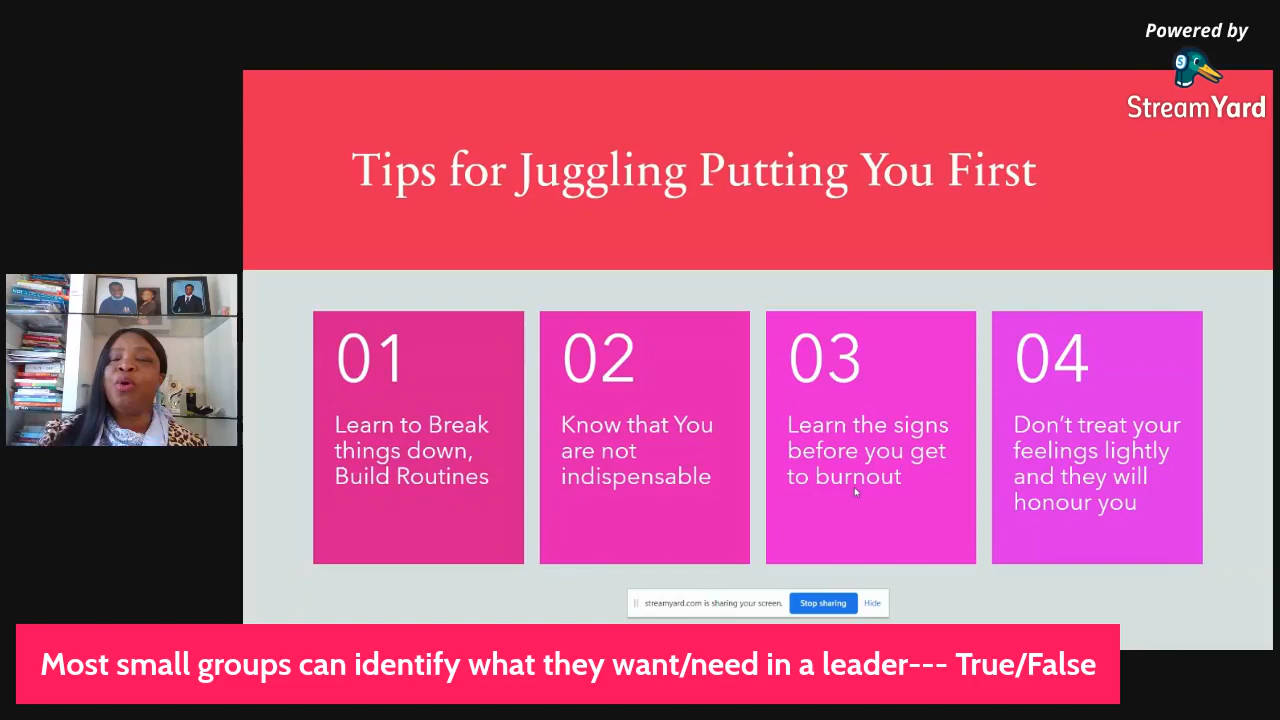 Powered by
StreamYard
Tips for Juggling Putting You First
01
Learn to Break
things down,
Build Routines
02
Know that You
are not
indispensable
03
Learn the signs
before you get
to burnout
04
Don't treat your
feelings lightly
and they will
honour you
streamyard.com is sharing your screen.
Stop sharing
Hide
Most small groups can identify what they want/need in a leader--- True/False